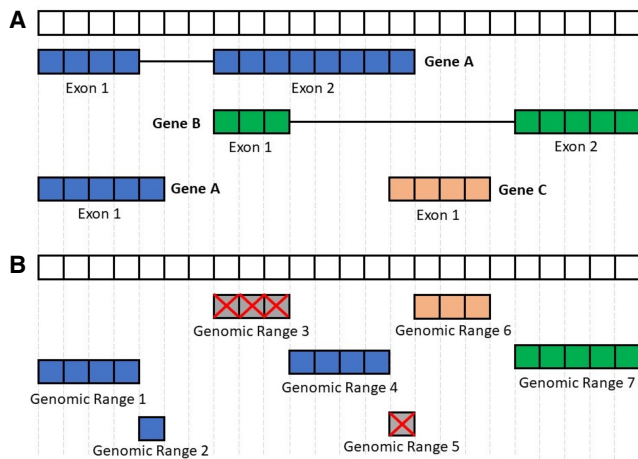 A
Gene A
Exon 1
Exon 2
Gene B
Exon 1
Exon 2
Gene A
Exon 1
Gene C
Exon 1
B
Genomic Range 3
Genomic Range 6
Genomic Range 1
Genomic Range 4
Genomic Range 7
Genomic Range 2
Genomic Range 5